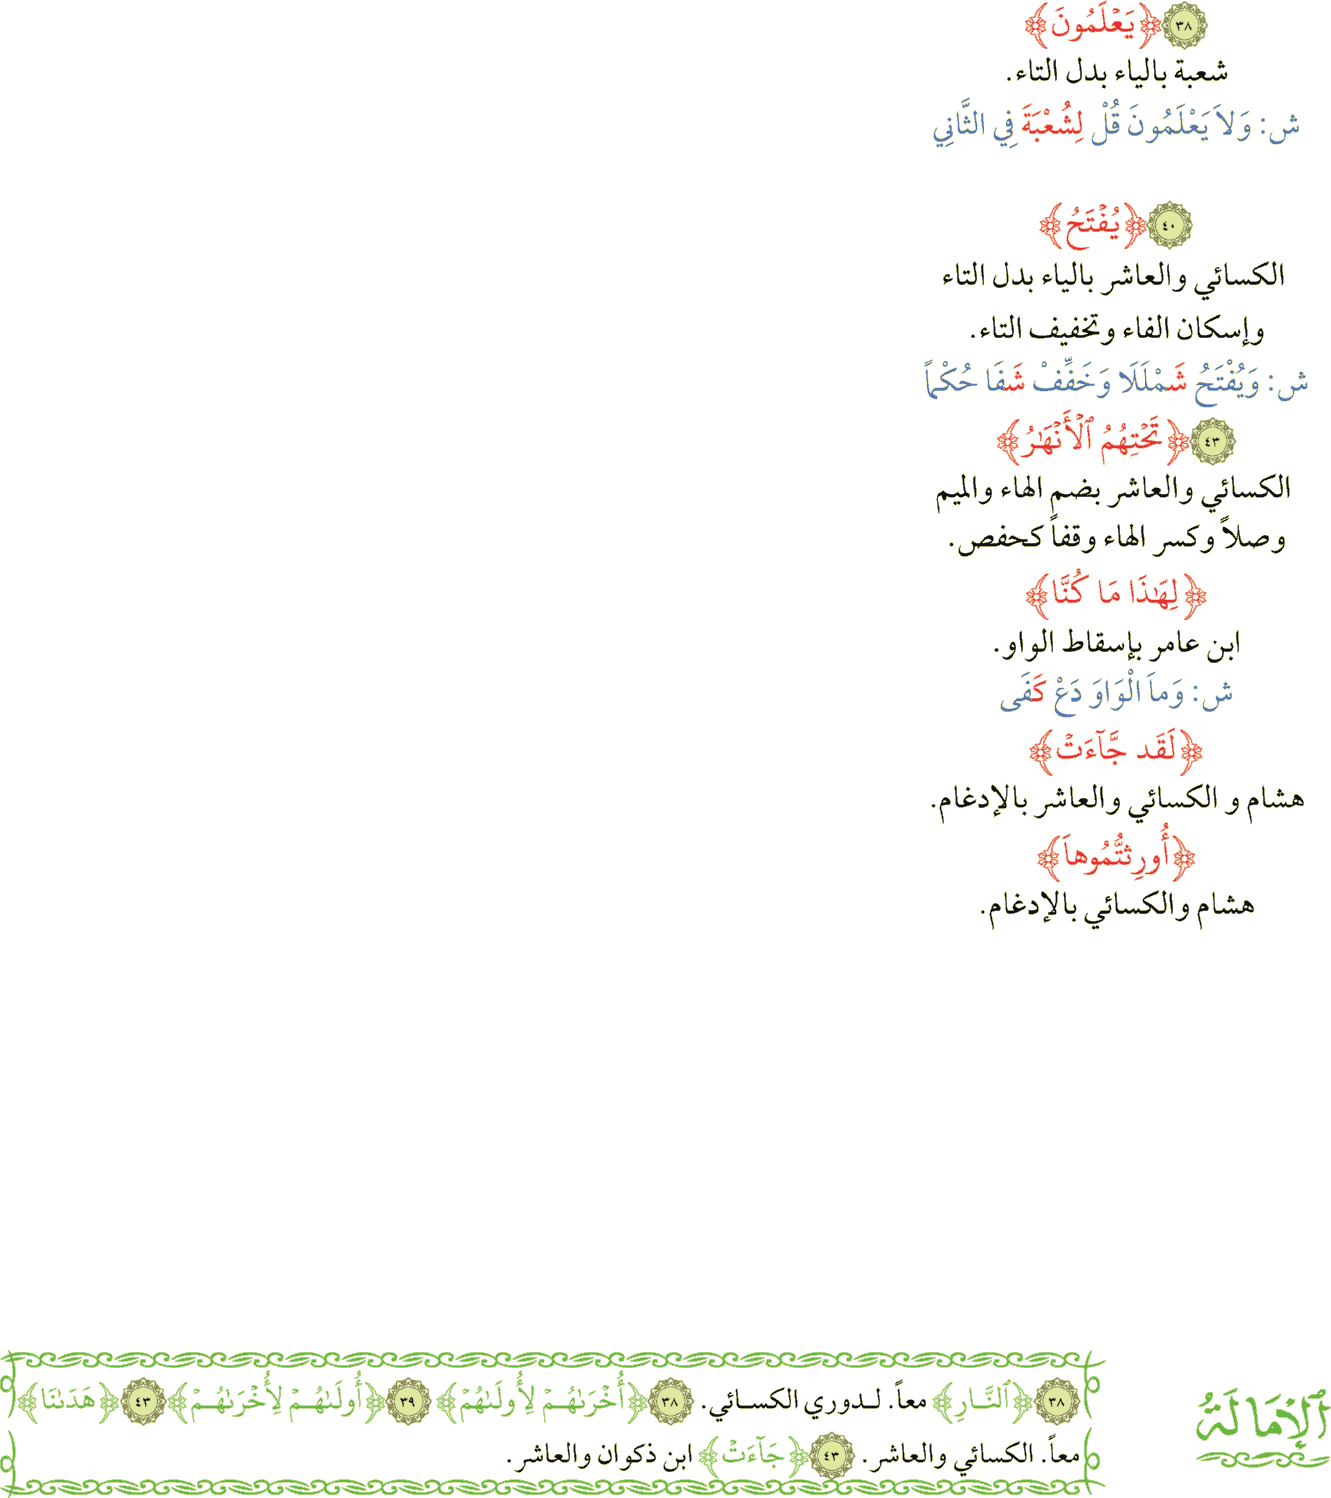 ٣٨ ﴿يَعْلَمُونَ﴾
شعبة بالياء بدل التاء.
ش: وَلاَ يَعْلَمُونَ قُلْ لِشُعْبَةَ فِي الثَّانِي
٤٠ ﴿يُفْتَحُ﴾
الكسائي والعاشر بالياء بدل التاء
وإسكان الفاء وتخفيف التاء.
ش: وَيُفْتَحُ شَمْلَلَا وَخَفِّفْ شَفَا حُكْماً
٤٣ ﴿تَحْتِهُمُ ٱلْأَنْهَٰرُ﴾
الكسائي والعاشر بضم الهاء والميم
وصلاً وكسر الهاء وقفاً كحفص.
﴿لِهَٰذَا مَا كُنَّا﴾
ابن عامر بإسقاط الواو.
ش: وَماَ الْوَاوَ دَعْ كَفَى
﴿لَقَد جَّآءَتْ﴾
هشام و الكسائي والعاشر بالإدغام.
﴿أُورِثتُّمُوهاَ﴾
هشام والكسائي بالإدغام.
ٱلْإِمَالَةُ
٣٨ ﴿ٱلنَّارِ﴾ معاً. لدوري الكسائي. ٣٨ ﴿أُخْرَىٰهُمْ لِأُولَىٰهُمْ﴾ ٣٩ ﴿أُولَىٰهُمْ لِأُخْرَىٰهُمْ﴾ ٤٣ ﴿هَدَىٰنَا﴾
معاً. الكسائي والعاشر. ٤٣ ﴿جَآءَتْ﴾ ابن ذكوان والعاشر.